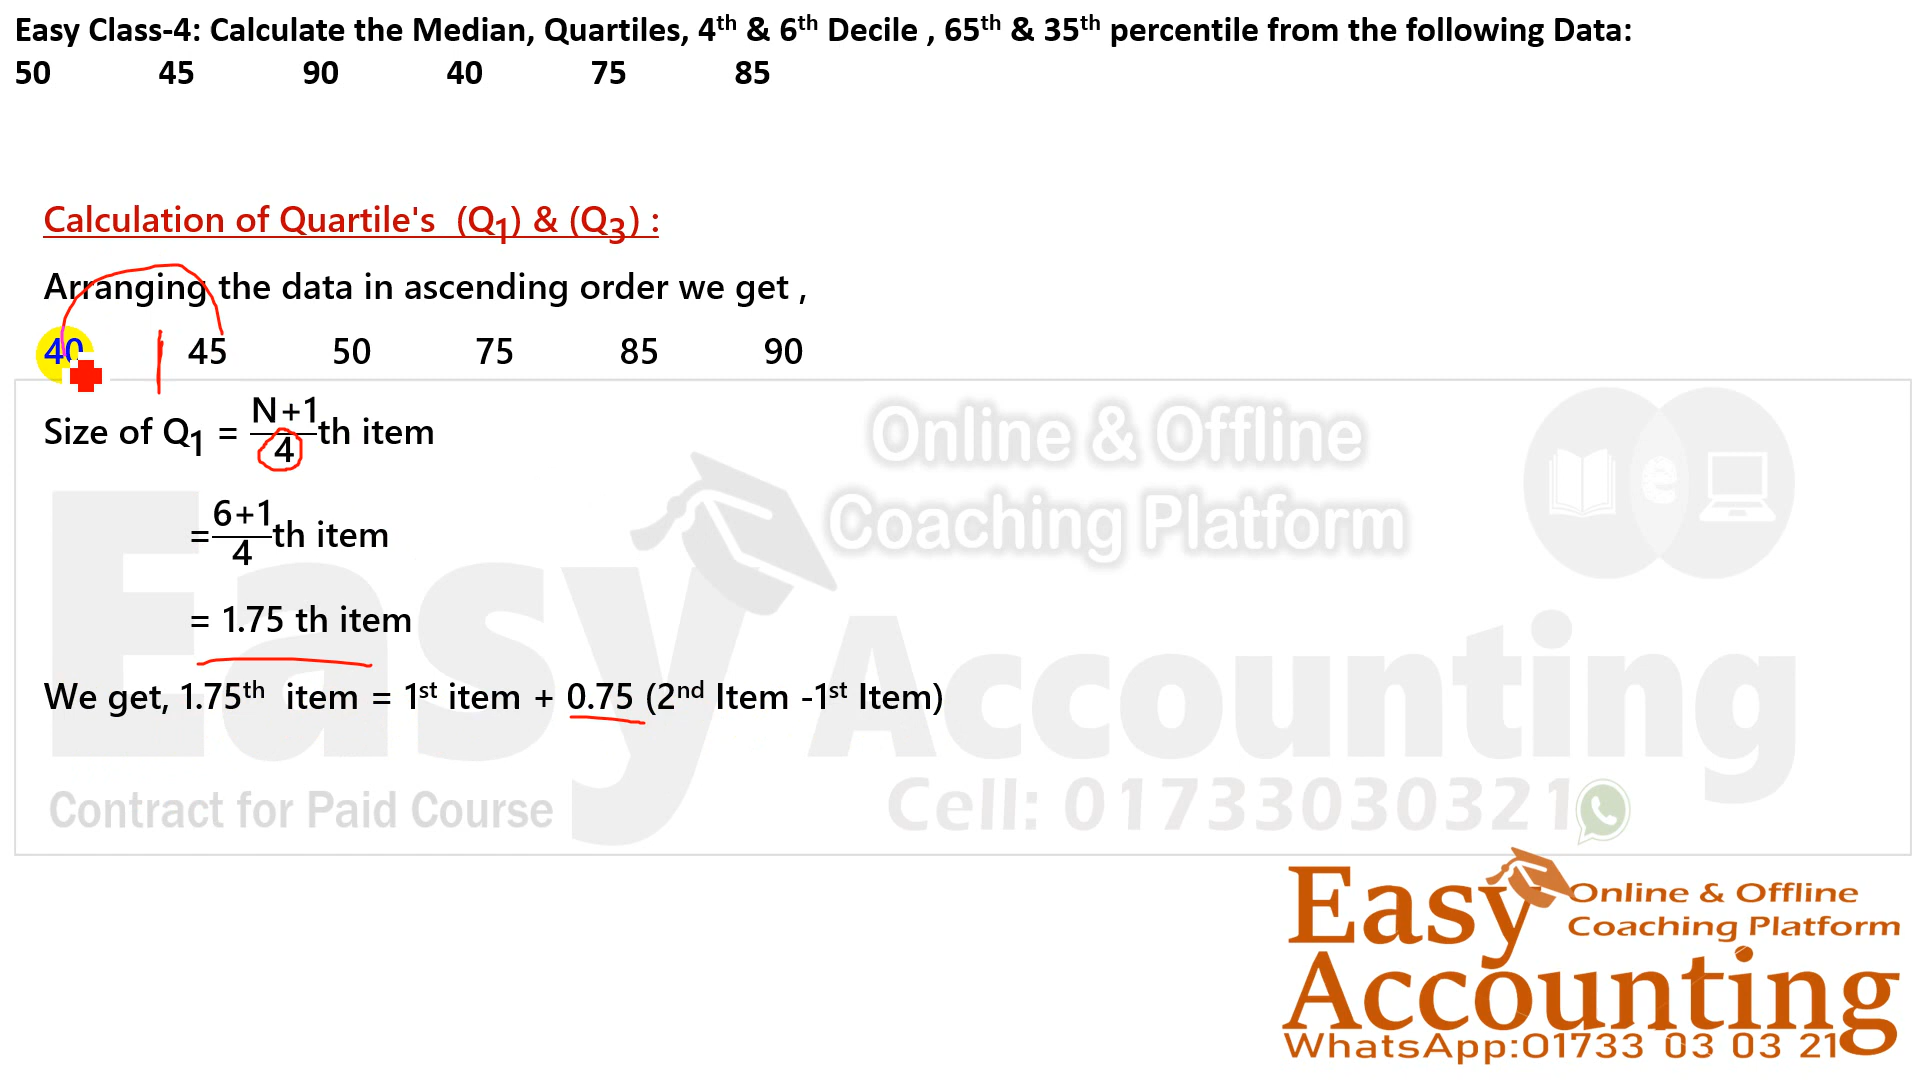 Easy Class-4: Calculate the Median, Quartiles, 4th & 6th Decile , 65th & 35th percentile from the following Data:
50 45 90 40 75 85
Calculation of Quartile's (Q1) & (Q3) :
Arranging the data in ascending order we get ,
40 45 50 75 85 90
Size of Q1 = N+1/4 th item
= 6+1/4 th item
= 1.75 th item
We get, 1.75th item = 1st item + 0.75 (2nd Item -1st Item)
Online & Offline
Coaching Platform
e
Easy
Accounting
Contract for Paid Course
Cell: 01733030321
Easy
Online & Offline
Coaching Platform
Accounting
WhatsApp:01733 03 03 21